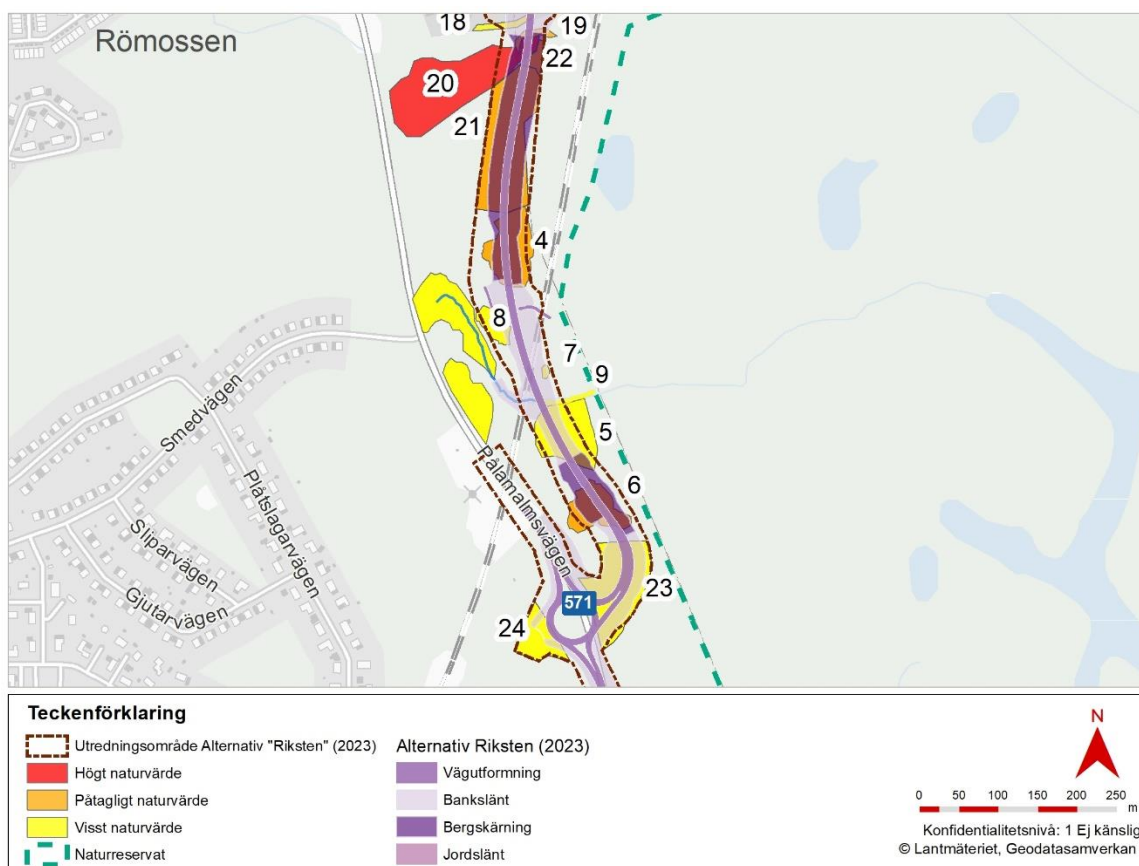 18
19
Römossen
22
20
21
4
8
7
9
Smedvägen
5
Pålamalmsvägen
6
Plåtslagarvägen
Sliparvägen
23
571
Gjutarvägen
24
Teckenförklaring
Utredningsområde Alternativ "Riksten" (2023)
Högt naturvärde
Påtagligt naturvärde
Visst naturvärde
Naturreservat
Alternativ Riksten (2023)
Vägutformning
Bankslänt
Bergskärning
Jordslänt
N
0 50 100 150 200 250
m
Konfidentialitetsnivå: 1 Ej känslig
© Lantmäteriet, Geodatasamverkan